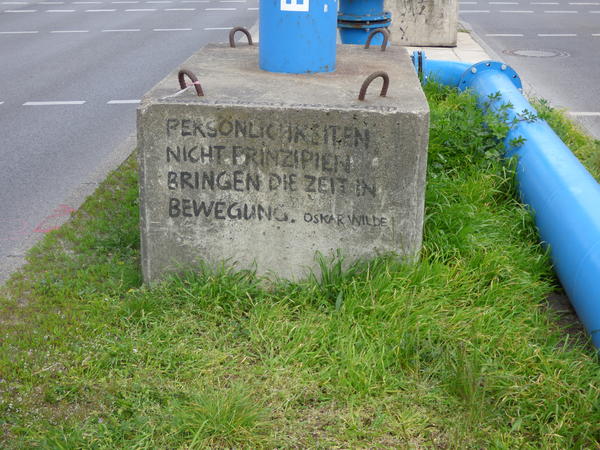 PERSÖNLICHKEITEN
NICHT PRINZIPIEN
BRINGEN DIE ZEIT IN
BEWEGUNG. OSKAR WILDE